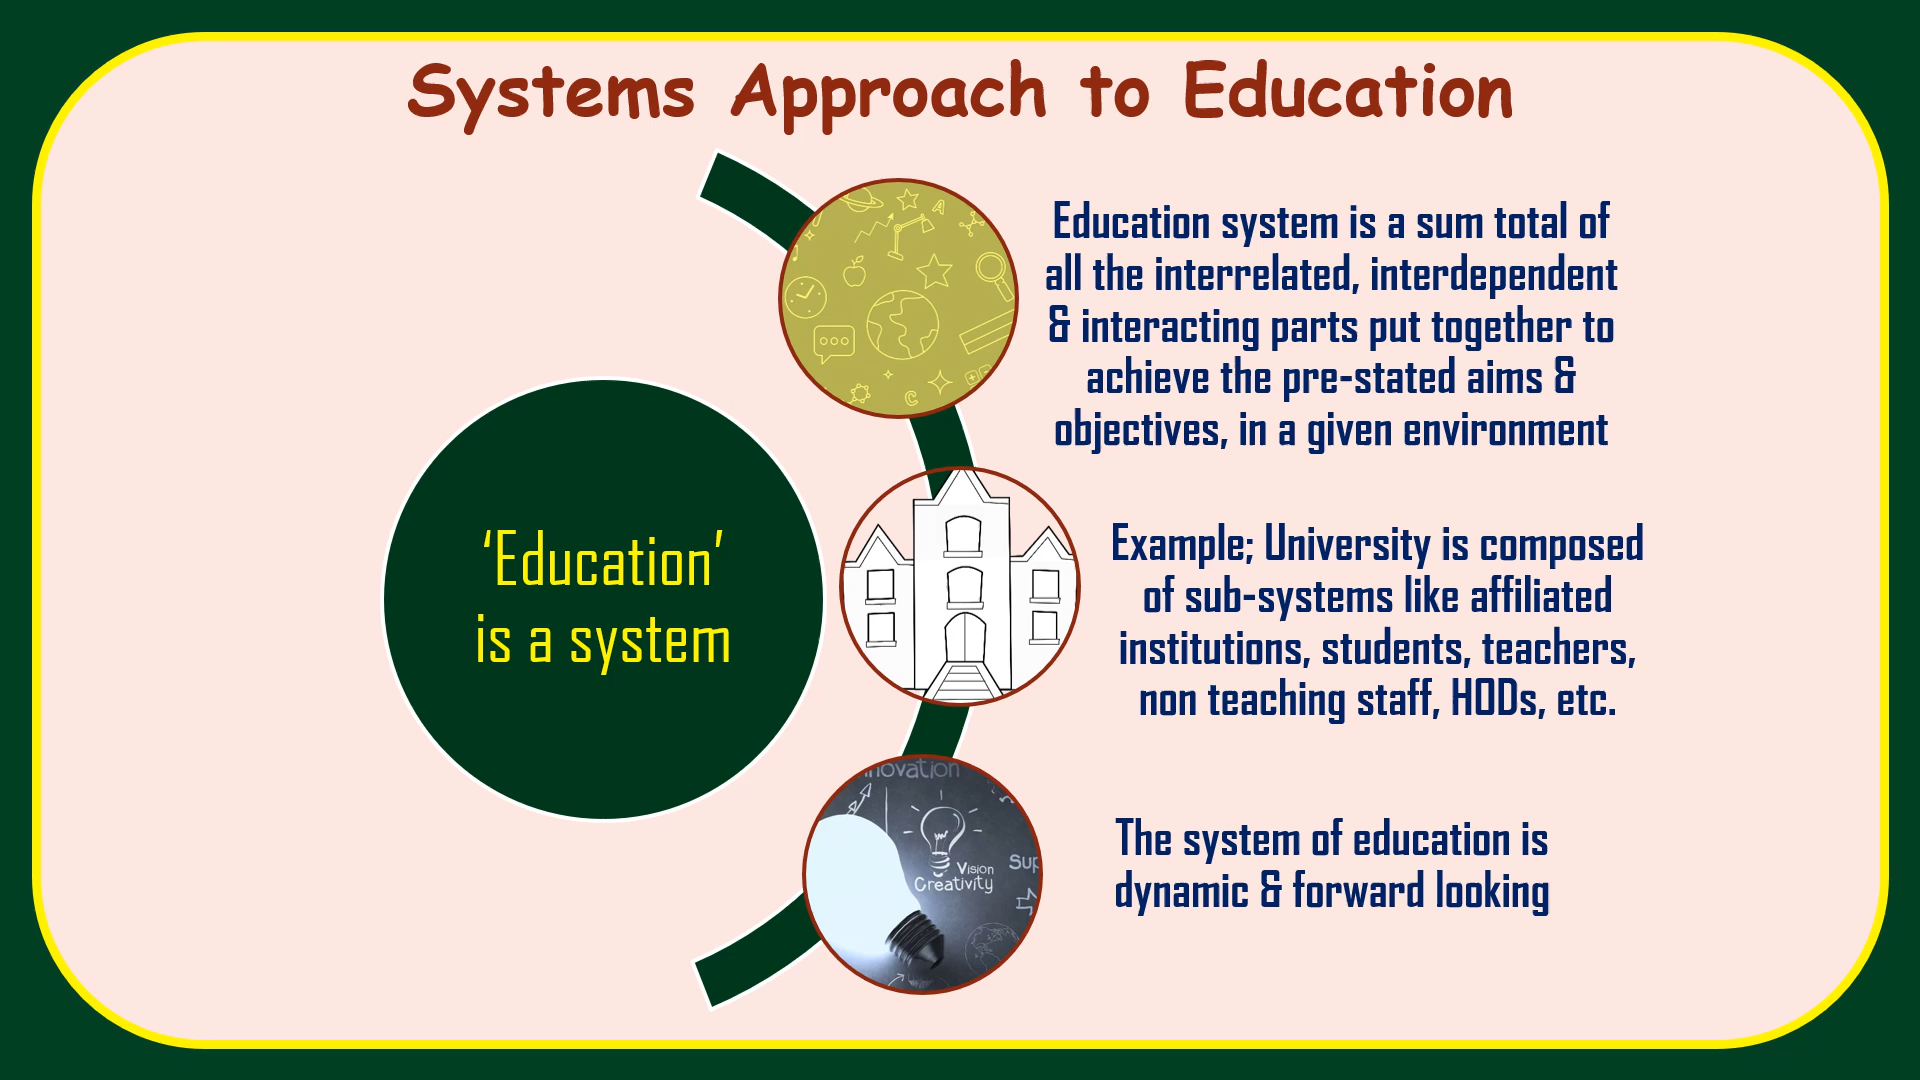 Systems Approach to Education
Education system is a sum total of
all the interrelated, interdependent
& interacting parts put together to
achieve the pre-stated aims &
objectives, in a given environment
‘Education’
is a system
Example; University is composed
of sub-systems like affiliated
institutions, students, teachers,
non teaching staff, HODs, etc.
The system of education is
dynamic & forward looking
A
C
Vision
Creativity